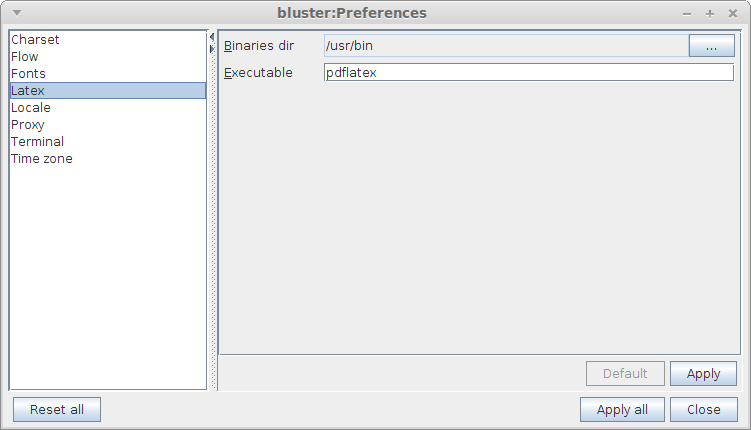 bluster:Preferences
Charset
Flow
Fonts
Latex
Locale
Proxy
Terminal
Time zone
Binaries dir /usr/bin ...
Executable pdflatex
Default Apply
Reset all Apply all Close